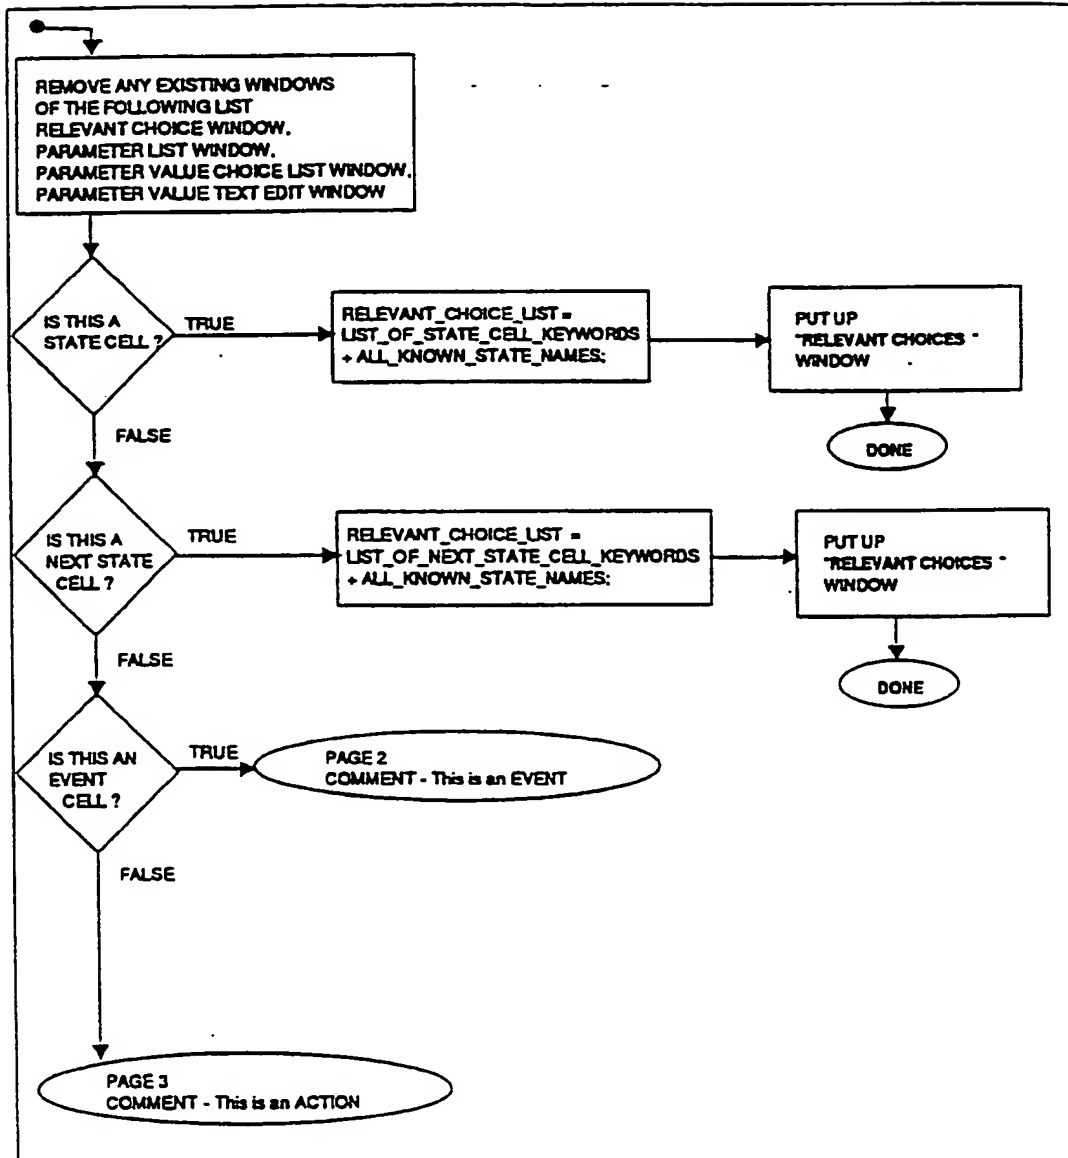 REMOVE ANY EXISTING WINDOWS
OF THE FOLLOWING LIST
RELEVANT CHOICE WINDOW,
PARAMETER LIST WINDOW,
PARAMETER VALUE CHOICE LIST WINDOW,
PARAMETER VALUE TEXT EDIT WINDOW
IS THIS A
STATE CELL ?
TRUE
RELEVANT_CHOICE_LIST =
LIST_OF_STATE_CELL_KEYWORDS
+ ALL_KNOWN_STATE_NAMES;
PUT UP
"RELEVANT CHOICES "
WINDOW
DONE
FALSE
IS THIS A
NEXT STATE
CELL ?
TRUE
RELEVANT_CHOICE_LIST =
LIST_OF_NEXT_STATE_CELL_KEYWORDS
+ ALL_KNOWN_STATE_NAMES;
PUT UP
"RELEVANT CHOICES "
WINDOW
DONE
FALSE
IS THIS AN
EVENT
CELL ?
TRUE
PAGE 2
COMMENT - This is an EVENT
FALSE
PAGE 3
COMMENT - This is an ACTION